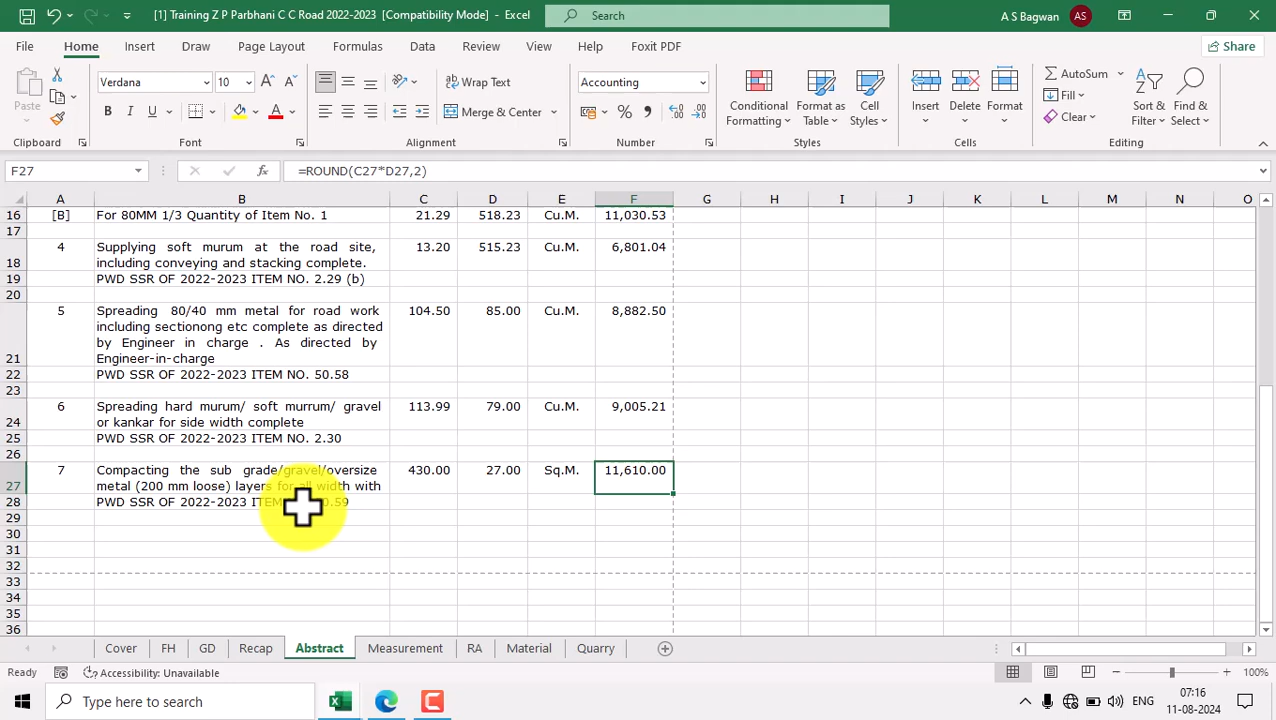 [1] Training Z P Parbhani C C Road 2022-2023 [Compatibility Mode] - Excel
Search
A S Bagwan AS
File Home Insert Draw Page Layout Formulas Data Review View Help Foxit PDF Share
Paste
Verdana 10
B I U A
Wrap Text
Merge & Center
Accounting
%
Conditional Formatting
Format as Table
Cell Styles
Insert Delete Format
AutoSum
Fill
Clear
Sort & Filter
Find & Select
Clipboard Font Alignment Number Styles Cells Editing
F27 fx =ROUND(C27*D27,2)
A B C D E F G H I J K L M N O
16 [B] For 80MM 1/3 Quantity of Item No. 1 21.29 518.23 Cu.M. 11,030.53
17
4 Supplying soft murum at the road site, 13.20 515.23 Cu.M. 6,801.04
18 including conveying and stacking complete.
19 PWD SSR OF 2022-2023 ITEM NO. 2.29 (b)
20
5 Spreading 80/40 mm metal for road work 104.50 85.00 Cu.M. 8,882.50
including sectionong etc complete as directed
by Engineer in charge . As directed by
21 Engineer-in-charge
22 PWD SSR OF 2022-2023 ITEM NO. 50.58
23
6 Spreading hard murum/ soft murrum/ gravel 113.99 79.00 Cu.M. 9,005.21
24 or kankar for side width complete
25 PWD SSR OF 2022-2023 ITEM NO. 2.30
26
7 Compacting the sub grade/gravel/oversize 430.00 27.00 Sq.M. 11,610.00
27 metal (200 mm loose) layers for all width with
28 PWD SSR OF 2022-2023 ITEM 0.59
29
30
31
32
33
34
35
36
Cover FH GD Recap Abstract Measurement RA Material Quarry
Ready Accessibility: Unavailable 100%
Type here to search
ENG
07:16
11-08-2024